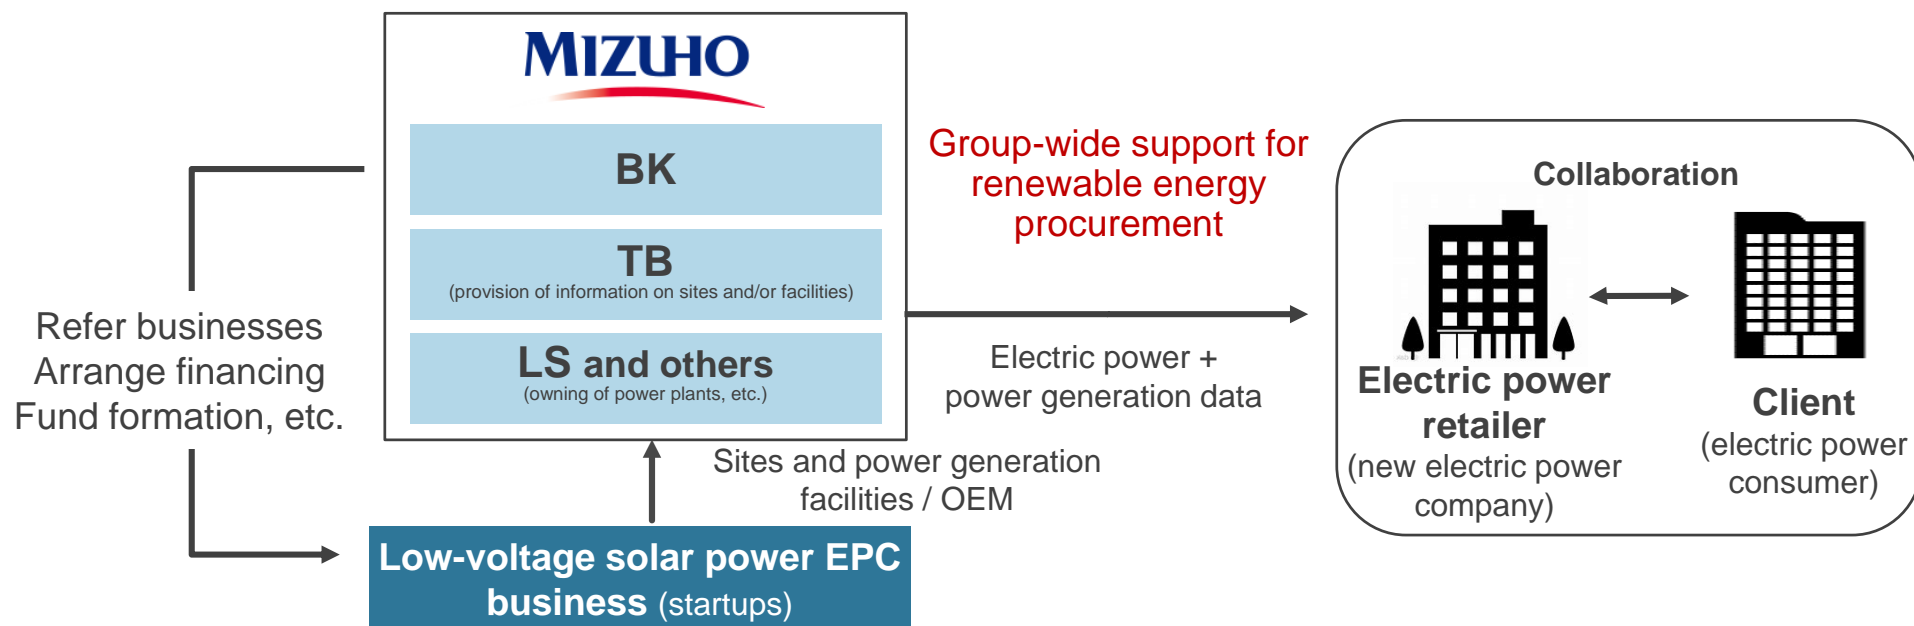 MIZUHO
BK
TB
(provision of information on sites and/or facilities)
LS and others
(owning of power plants, etc.)
Refer businesses
Arrange financing
Fund formation, etc.
Sites and power generation
facilities / OEM
Low-voltage solar power EPC
business (startups)
Group-wide support for
renewable energy
procurement
Electric power +
power generation data
Collaboration
Electric power
retailer
(new electric power
company)
Client
(electric power
consumer)